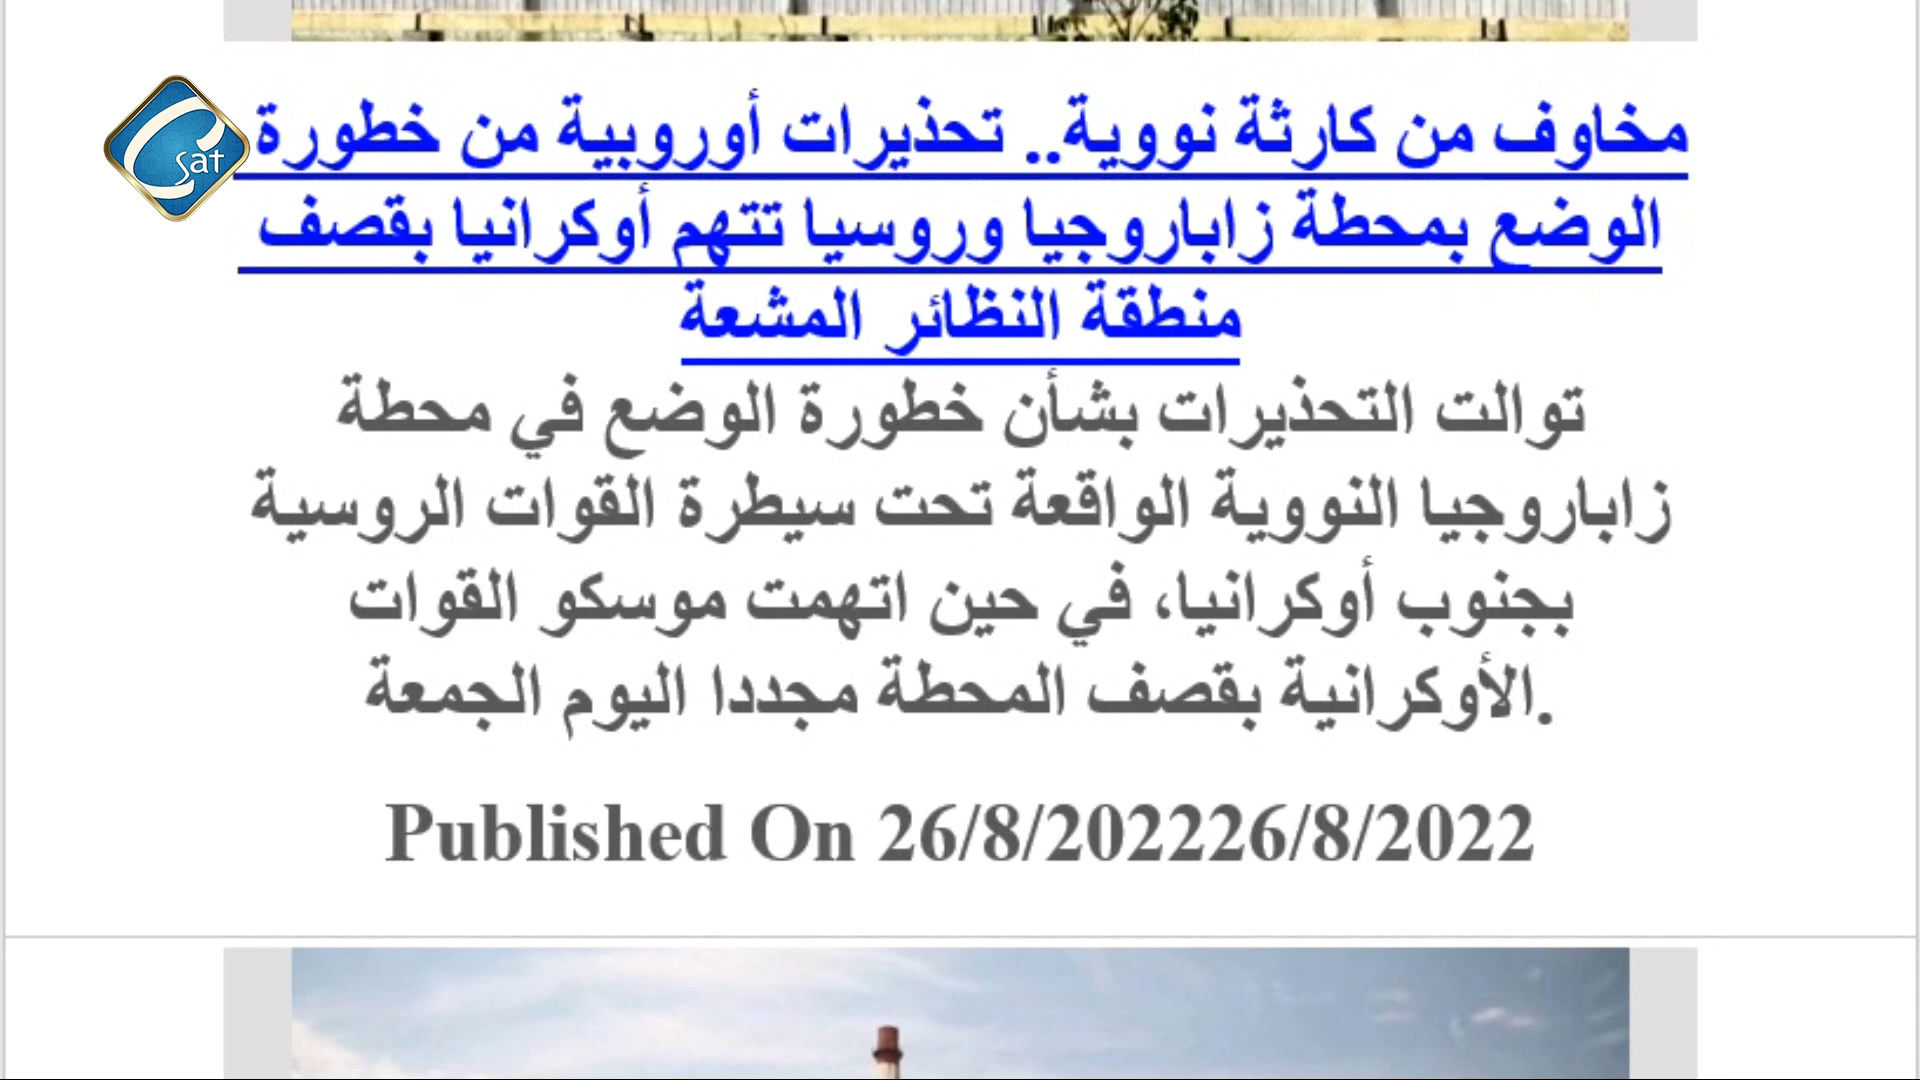 Sat
مخاوف من كارثة نووية.. تحذيرات أوروبية من خطورة
الوضع بمحطة زاباروجيا وروسيا تتهم أوكرانيا بقصف
منطقة النظائر المشعة
توالت التحذيرات بشأن خطورة الوضع في محطة
زاباروجيا النووية الواقعة تحت سيطرة القوات الروسية
بجنوب أوكرانيا، في حين اتهمت موسكو القوات
.الأوكرانية بقصف المحطة مجددا اليوم الجمعة
Published On 26/8/202226/8/2022